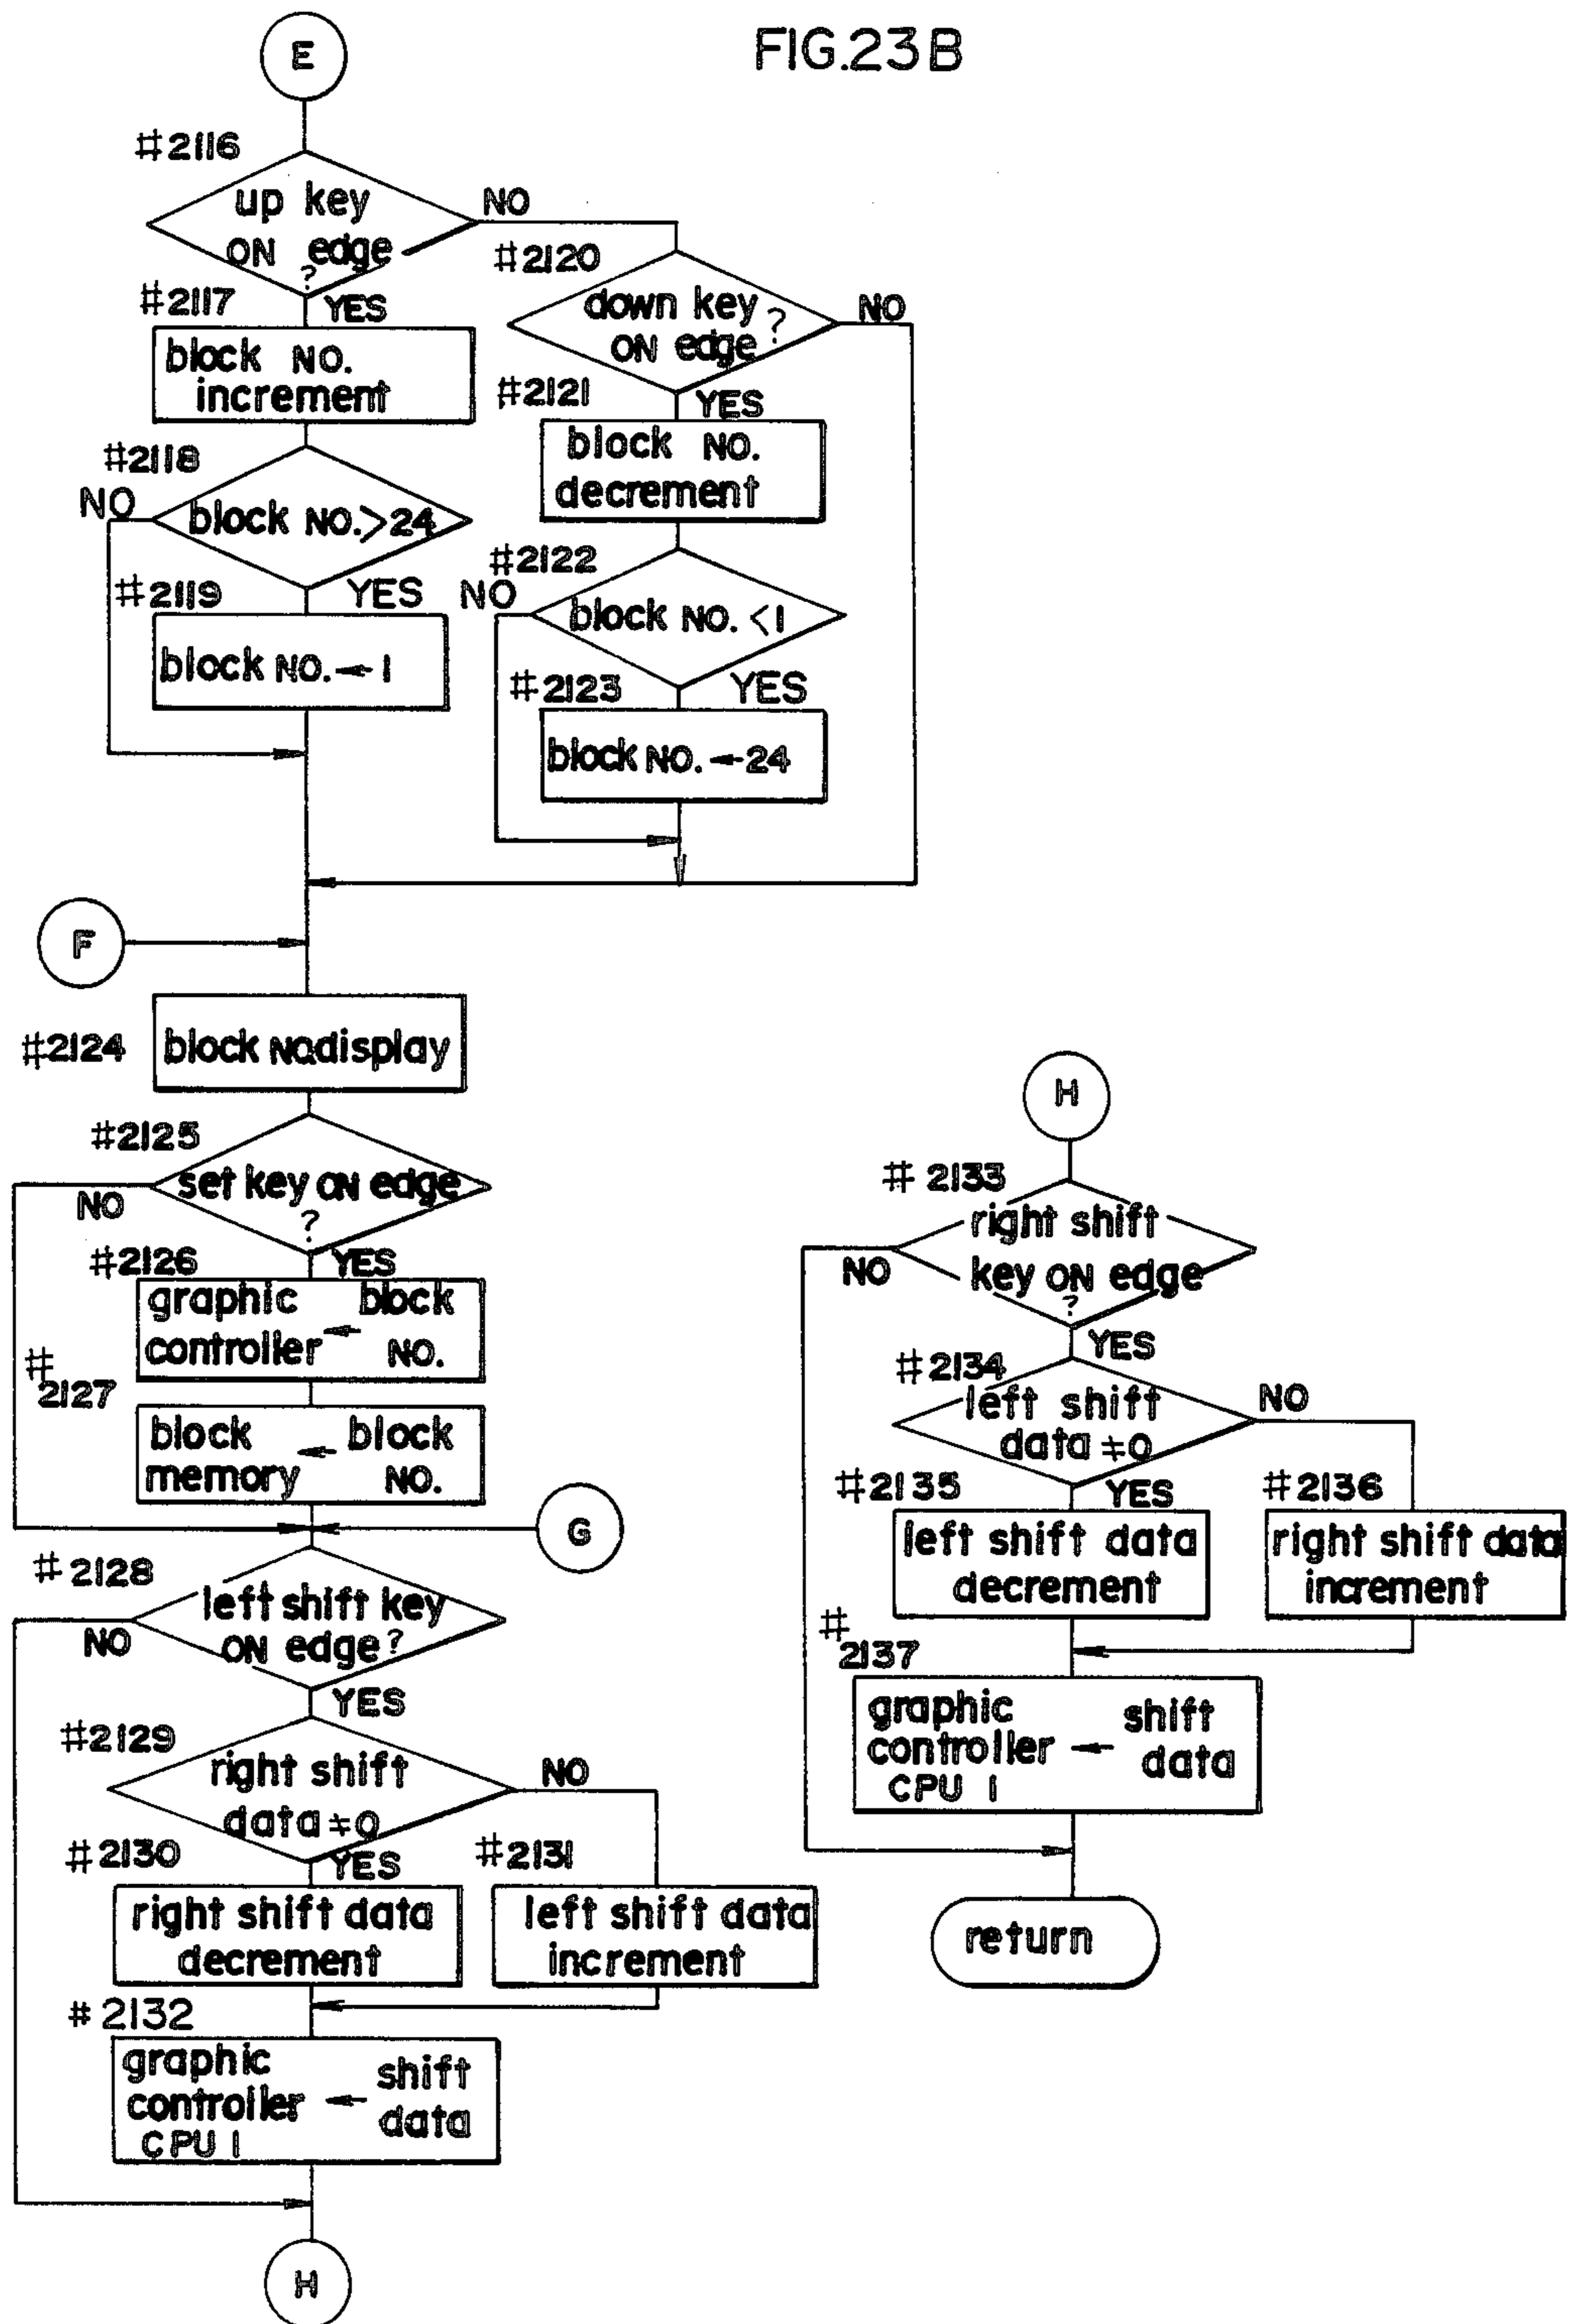 FIG.23B
E
#2116
up key
ON edge
?
NO
YES
#2117
block NO.
increment
#2118
block NO.>24
NO
YES
#2119
block NO.←1
#2120
down key
ON edge?
NO
YES
#2121
block NO.
decrement
#2122
block NO.<1
NO
YES
#2123
block NO.←24
F
#2124
block NO.display
#2125
set key ON edge
?
NO
YES
#2126
graphic
controller ← block
NO.
#
2127
block
memory ← block
NO.
G
#2128
left shift key
ON edge?
NO
YES
#2129
right shift
data≠0
NO
YES
#2130
right shift data
decrement
#2131
left shift data
increment
#2132
graphic
controller ← shift
data
CPU 1
H
H
#2133
right shift
key ON edge
?
NO
YES
#2134
left shift
data≠0
NO
YES
#2135
left shift data
decrement
#2136
right shift data
increment
#
2137
graphic
controller ← shift
data
CPU 1
return